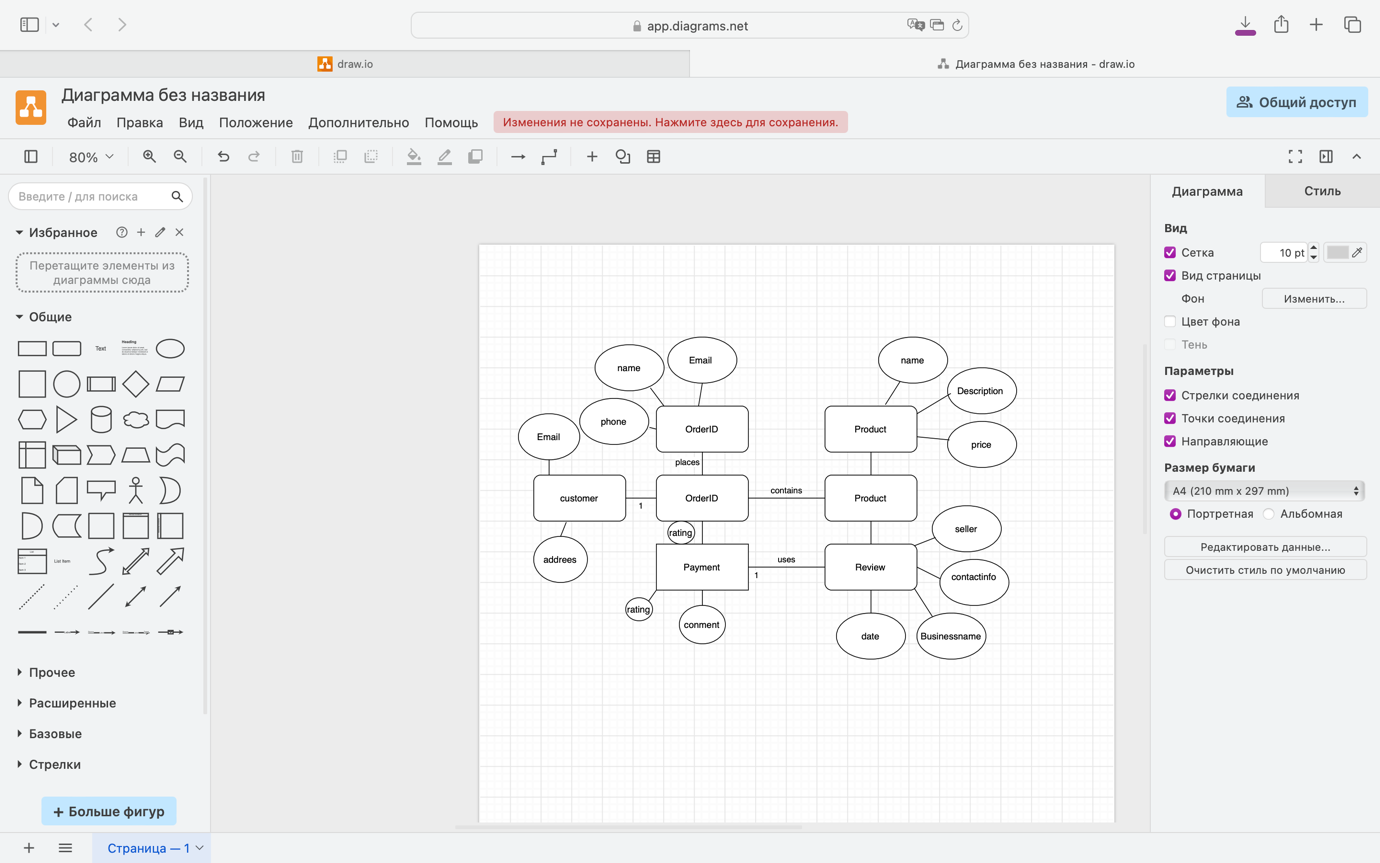 app.diagrams.net
draw.io
Диаграмма без названия - draw.io
Диаграмма без названия
Файл Правка Вид Положение Дополнительно Помощь
Изменения не сохранены. Нажмите здесь для сохранения.
Общий доступ
80%
Введите / для поиска
Избранное
Перетащите элементы из
диаграммы сюда
Общие
Text
Heading
List Item
Прочее
Расширенные
Базовые
Стрелки
+ Больше фигур
Страница — 1
name
Email
name
Description
phone
OrderID
Product
Email
price
places
customer
1
OrderID
contains
Product
rating
seller
addrees
Payment
uses
1
Review
contactinfo
rating
conment
date
Businessname
Диаграмма
Стиль
Вид
Сетка
10 pt
Вид страницы
Фон
Изменить...
Цвет фона
Тень
Параметры
Стрелки соединения
Точки соединения
Направляющие
Размер бумаги
A4 (210 mm x 297 mm)
Портретная Альбомная
Редактировать данные...
Очистить стиль по умолчанию